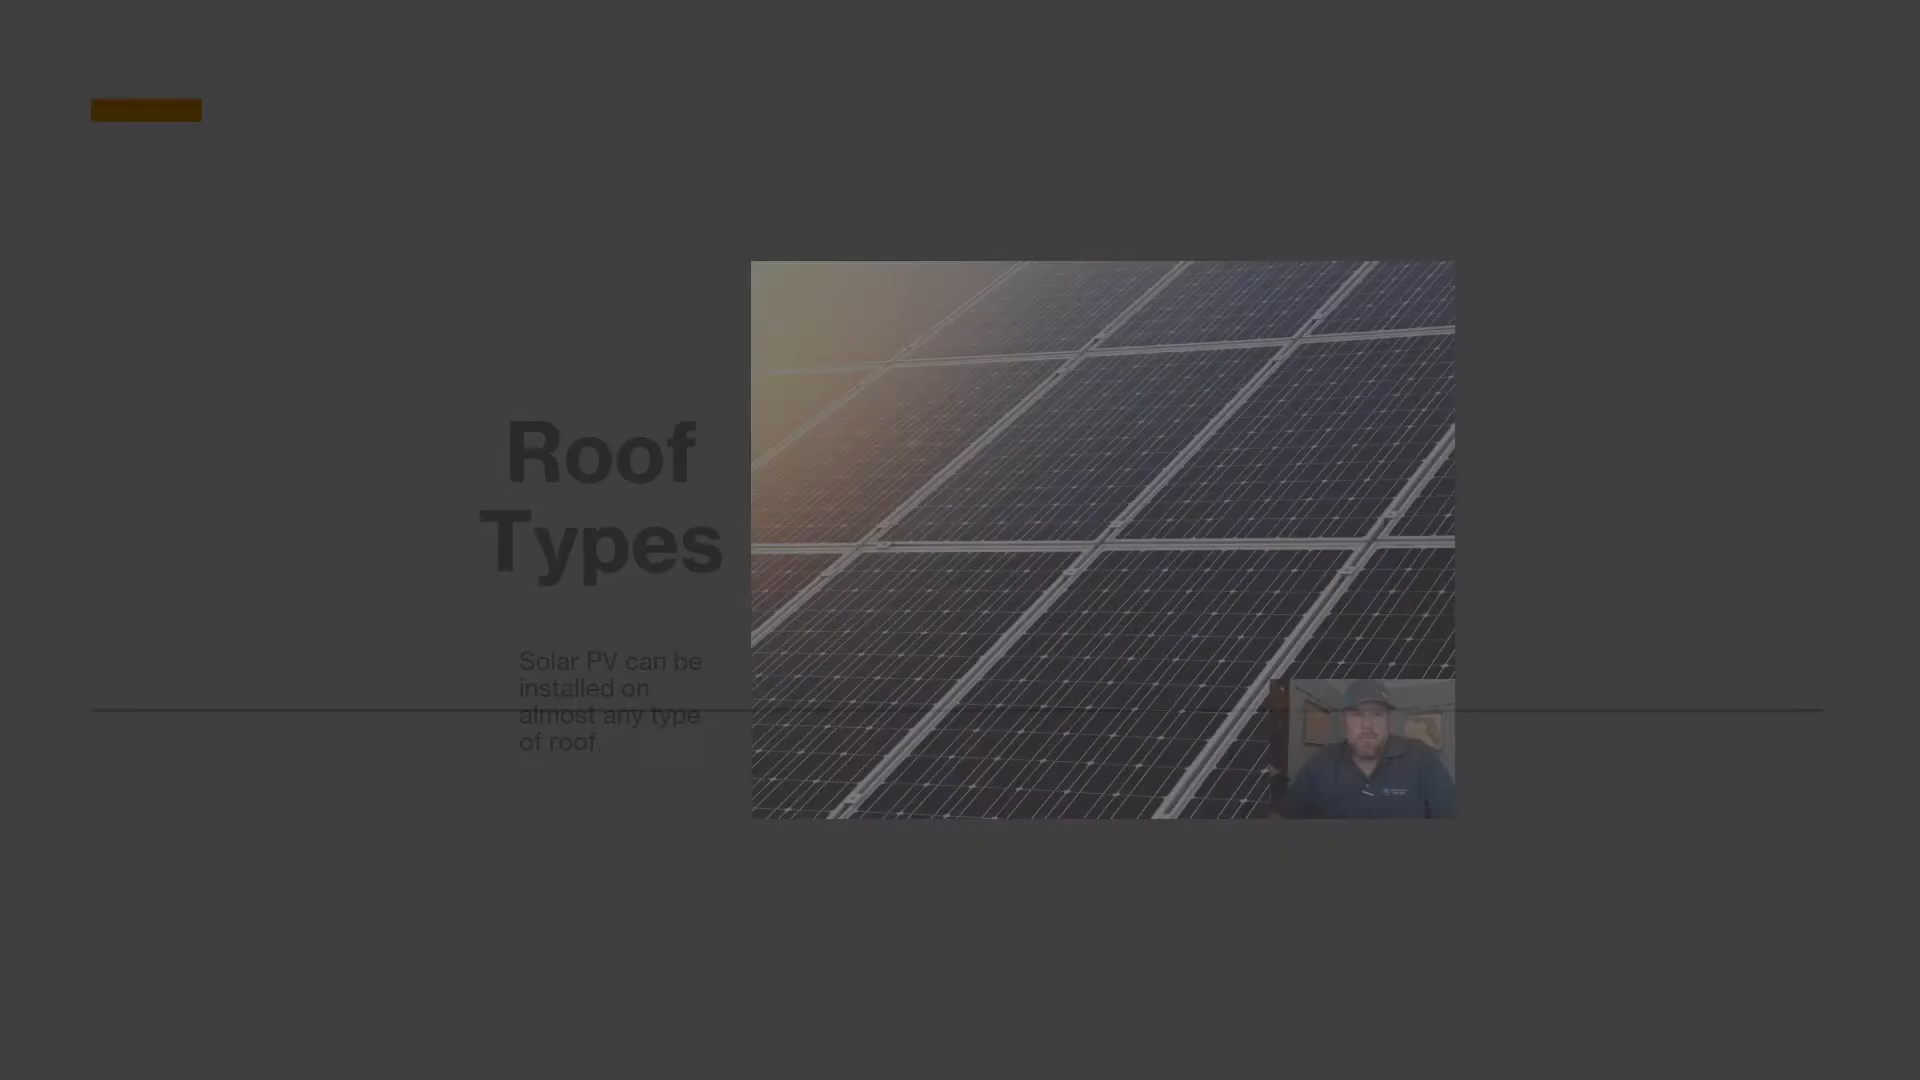 Roof
Types
Solar PV can be
installed on
almost any type
of roof.